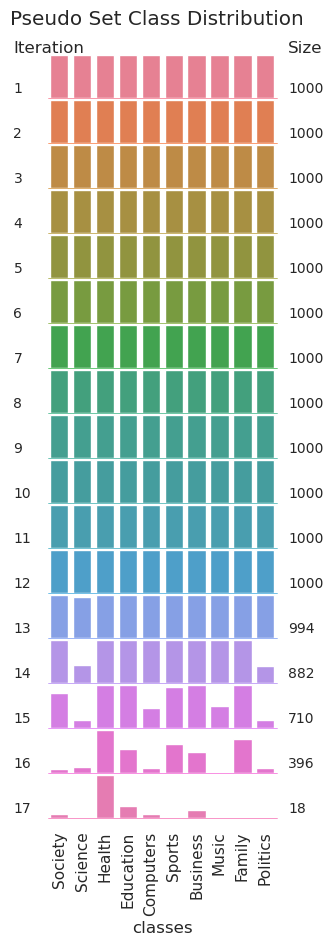 Pseudo Set Class Distribution
Iteration Size
1 1000
2 1000
3 1000
4 1000
5 1000
6 1000
7 1000
8 1000
9 1000
10 1000
11 1000
12 1000
13 994
14 882
15 710
16 396
17 18
Society
Science
Health
Education
Computers
Sports
Business
Music
Family
Politics
classes